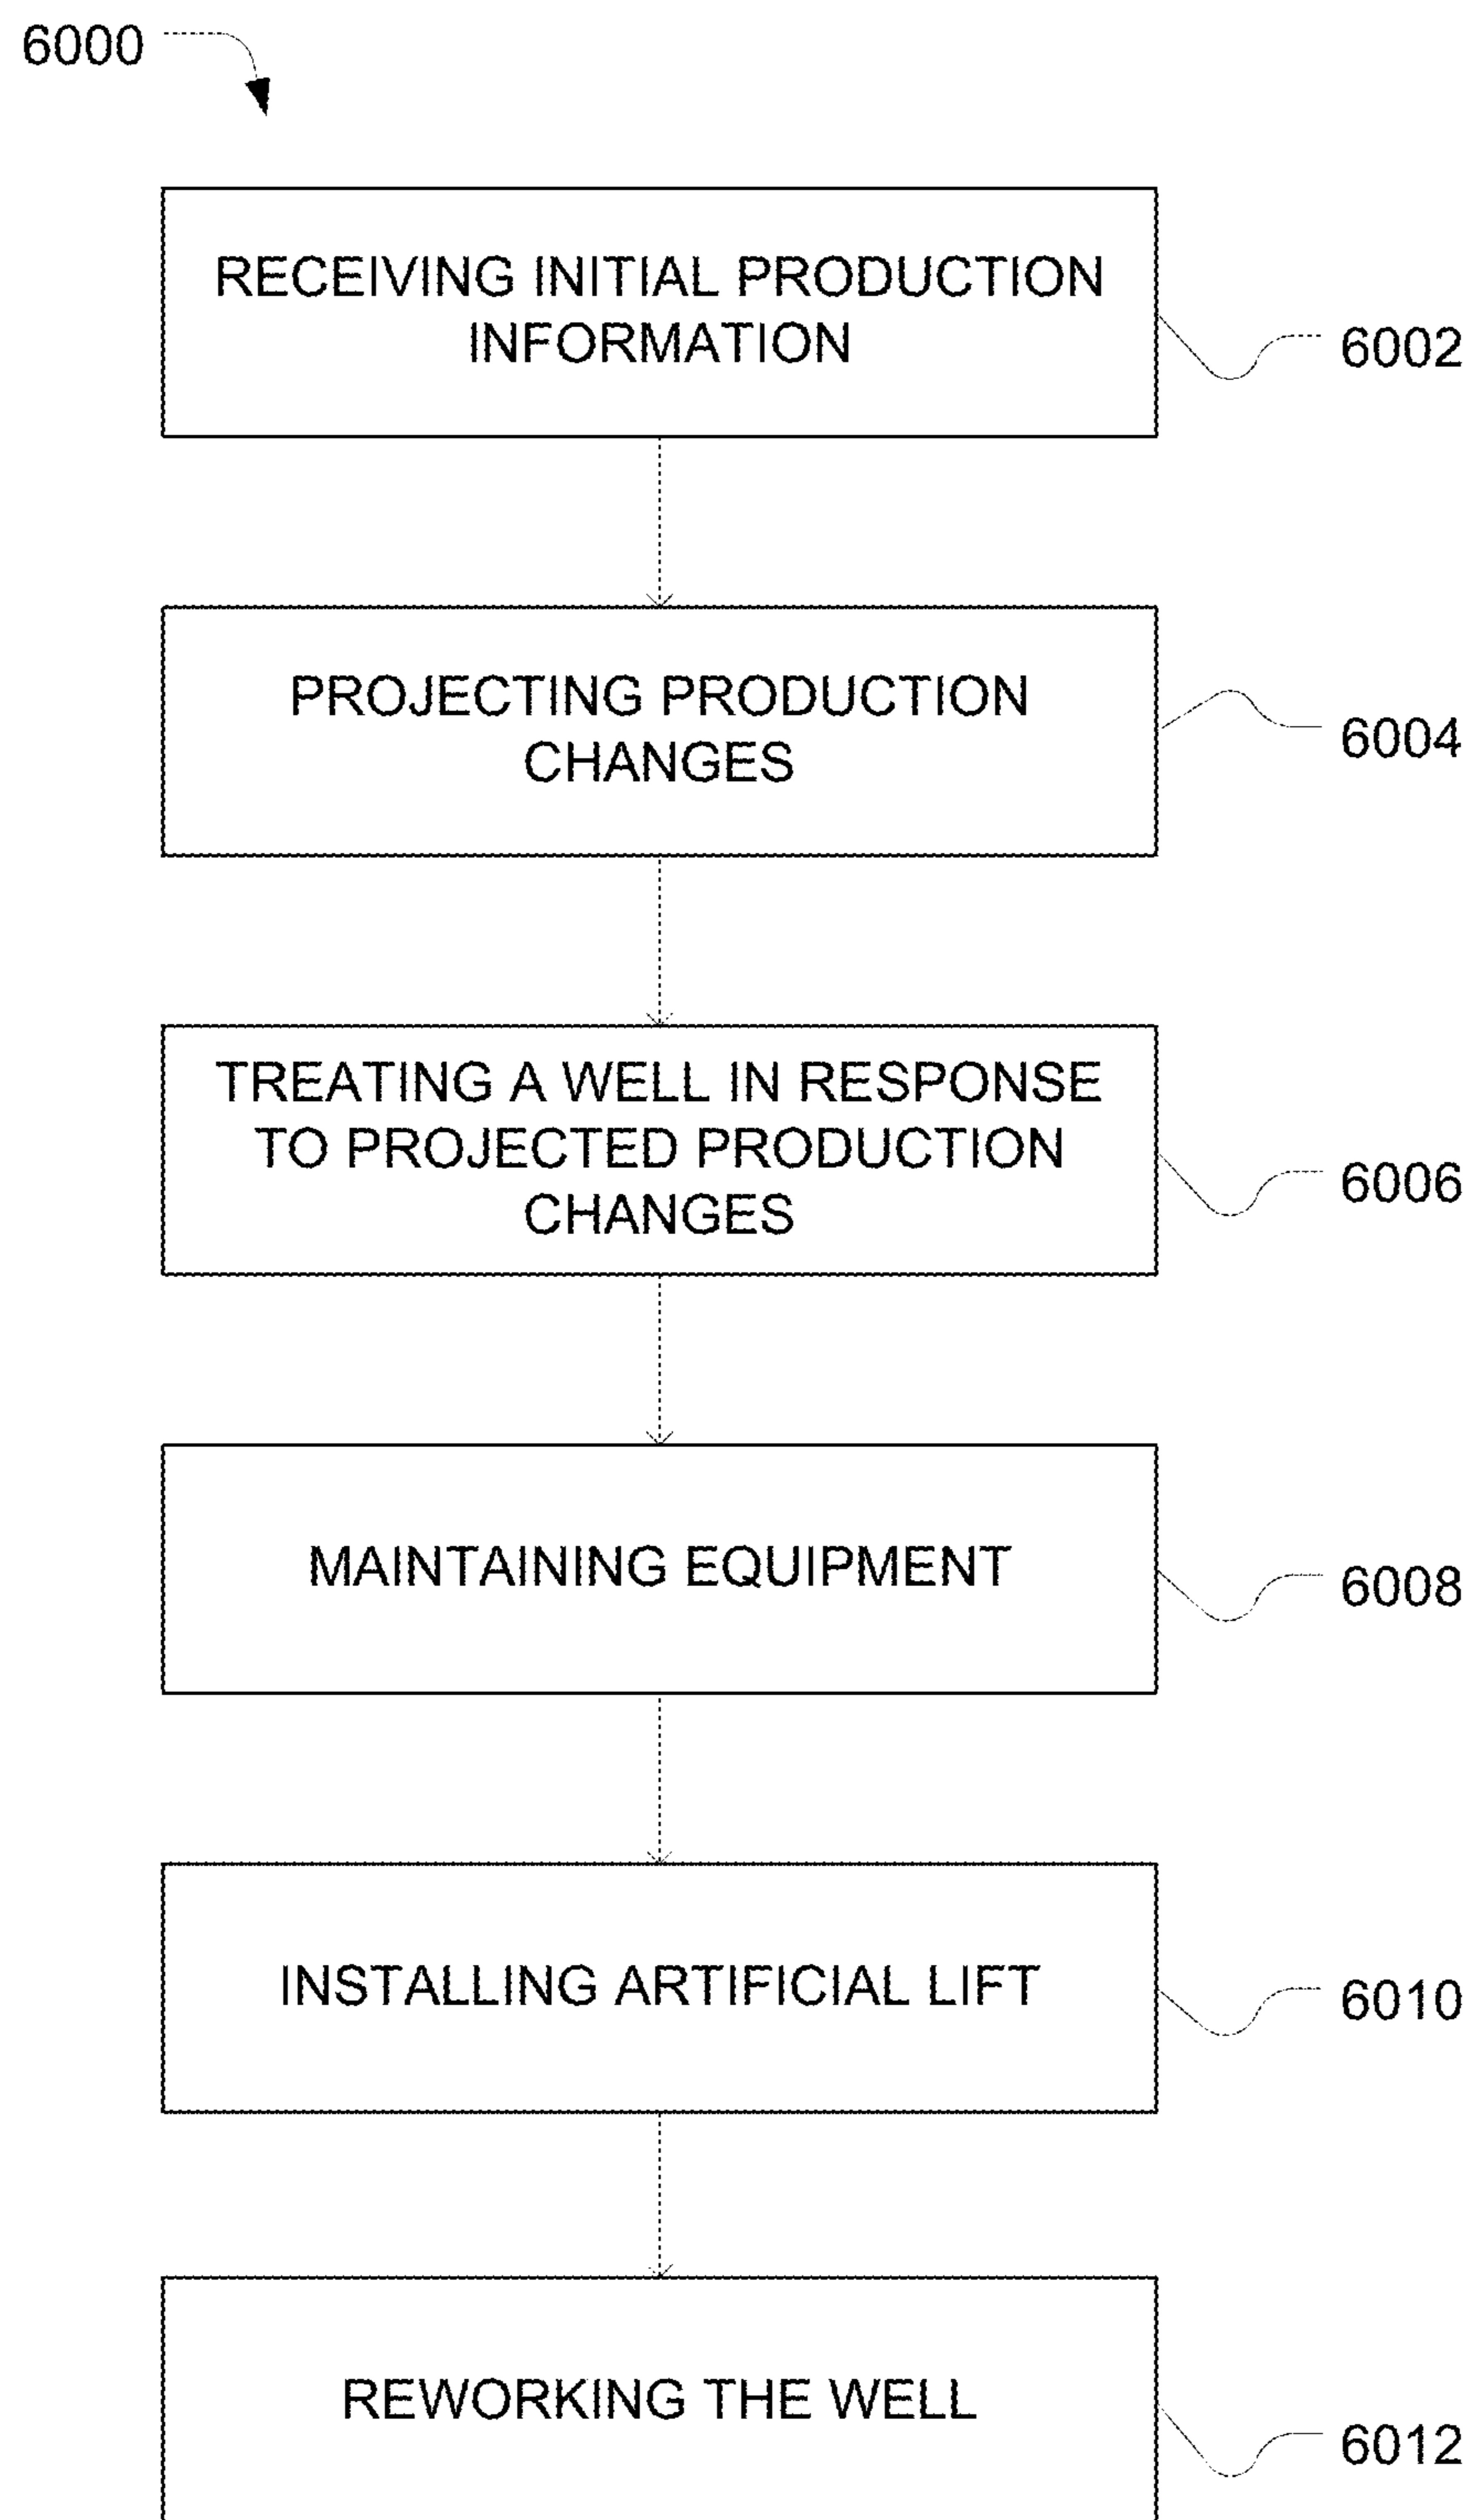 6000
RECEIVING INITIAL PRODUCTION
INFORMATION
6002
PROJECTING PRODUCTION
CHANGES
6004
TREATING A WELL IN RESPONSE
TO PROJECTED PRODUCTION
CHANGES
6006
MAINTAINING EQUIPMENT
6008
INSTALLING ARTIFICIAL LIFT
6010
REWORKING THE WELL
6012